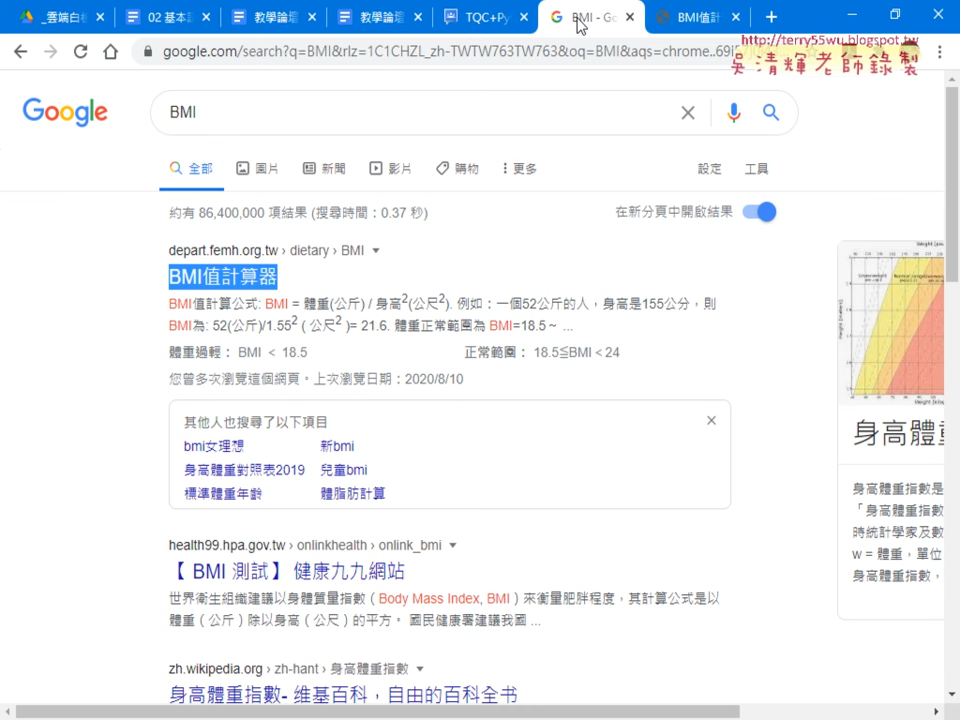 _雲端白板
02 基本語
教學論壇
教學論壇
TQC+Py
BMI - Go
BMI值計
google.com/search?q=BMI&rlz=1C1CHZL_zh-TWTW763TW763&oq=BMI&aqs=chrome..69i
http://terry55wu.blogspot.tw
吳清輝老師錄製
Google
BMI
全部
圖片
新聞
影片
購物
更多
設定
工具
約有 86,400,000 項結果 (搜尋時間：0.37 秒)
在新分頁中開啟結果
depart.femh.org.tw › dietary › BMI
BMI值計算器
BMI值計算公式: BMI = 體重(公斤) / 身高2(公尺2). 例如：一個52公斤的人，身高是155公分，則
BMI為: 52(公斤)/1.552 ( 公尺2 )= 21.6. 體重正常範圍為 BMI=18.5～ ...
體重過輕： BMI ＜ 18.5
正常範圍： 18.5≦BMI＜24
您曾多次瀏覽這個網頁。上次瀏覽日期：2020/8/10
其他人也搜尋了以下項目
bmi女理想
新bmi
身高體重對照表2019
兒童bmi
標準體重年齡
體脂肪計算
health99.hpa.gov.tw › onlinkhealth › onlink_bmi
【 BMI 測試】 健康九九網站
世界衛生組織建議以身體質量指數（Body Mass Index, BMI）來衡量肥胖程度，其計算公式是以
體重（公斤）除以身高（公尺）的平方。 國民健康署建議我國 ...
zh.wikipedia.org › zh-hant › 身高體重指數
身高體重指數- 维基百科，自由的百科全书
身高體重
身高體重指數是
「身高體重指數
時統計學家及數
w = 體重，單位
身高體重指數，